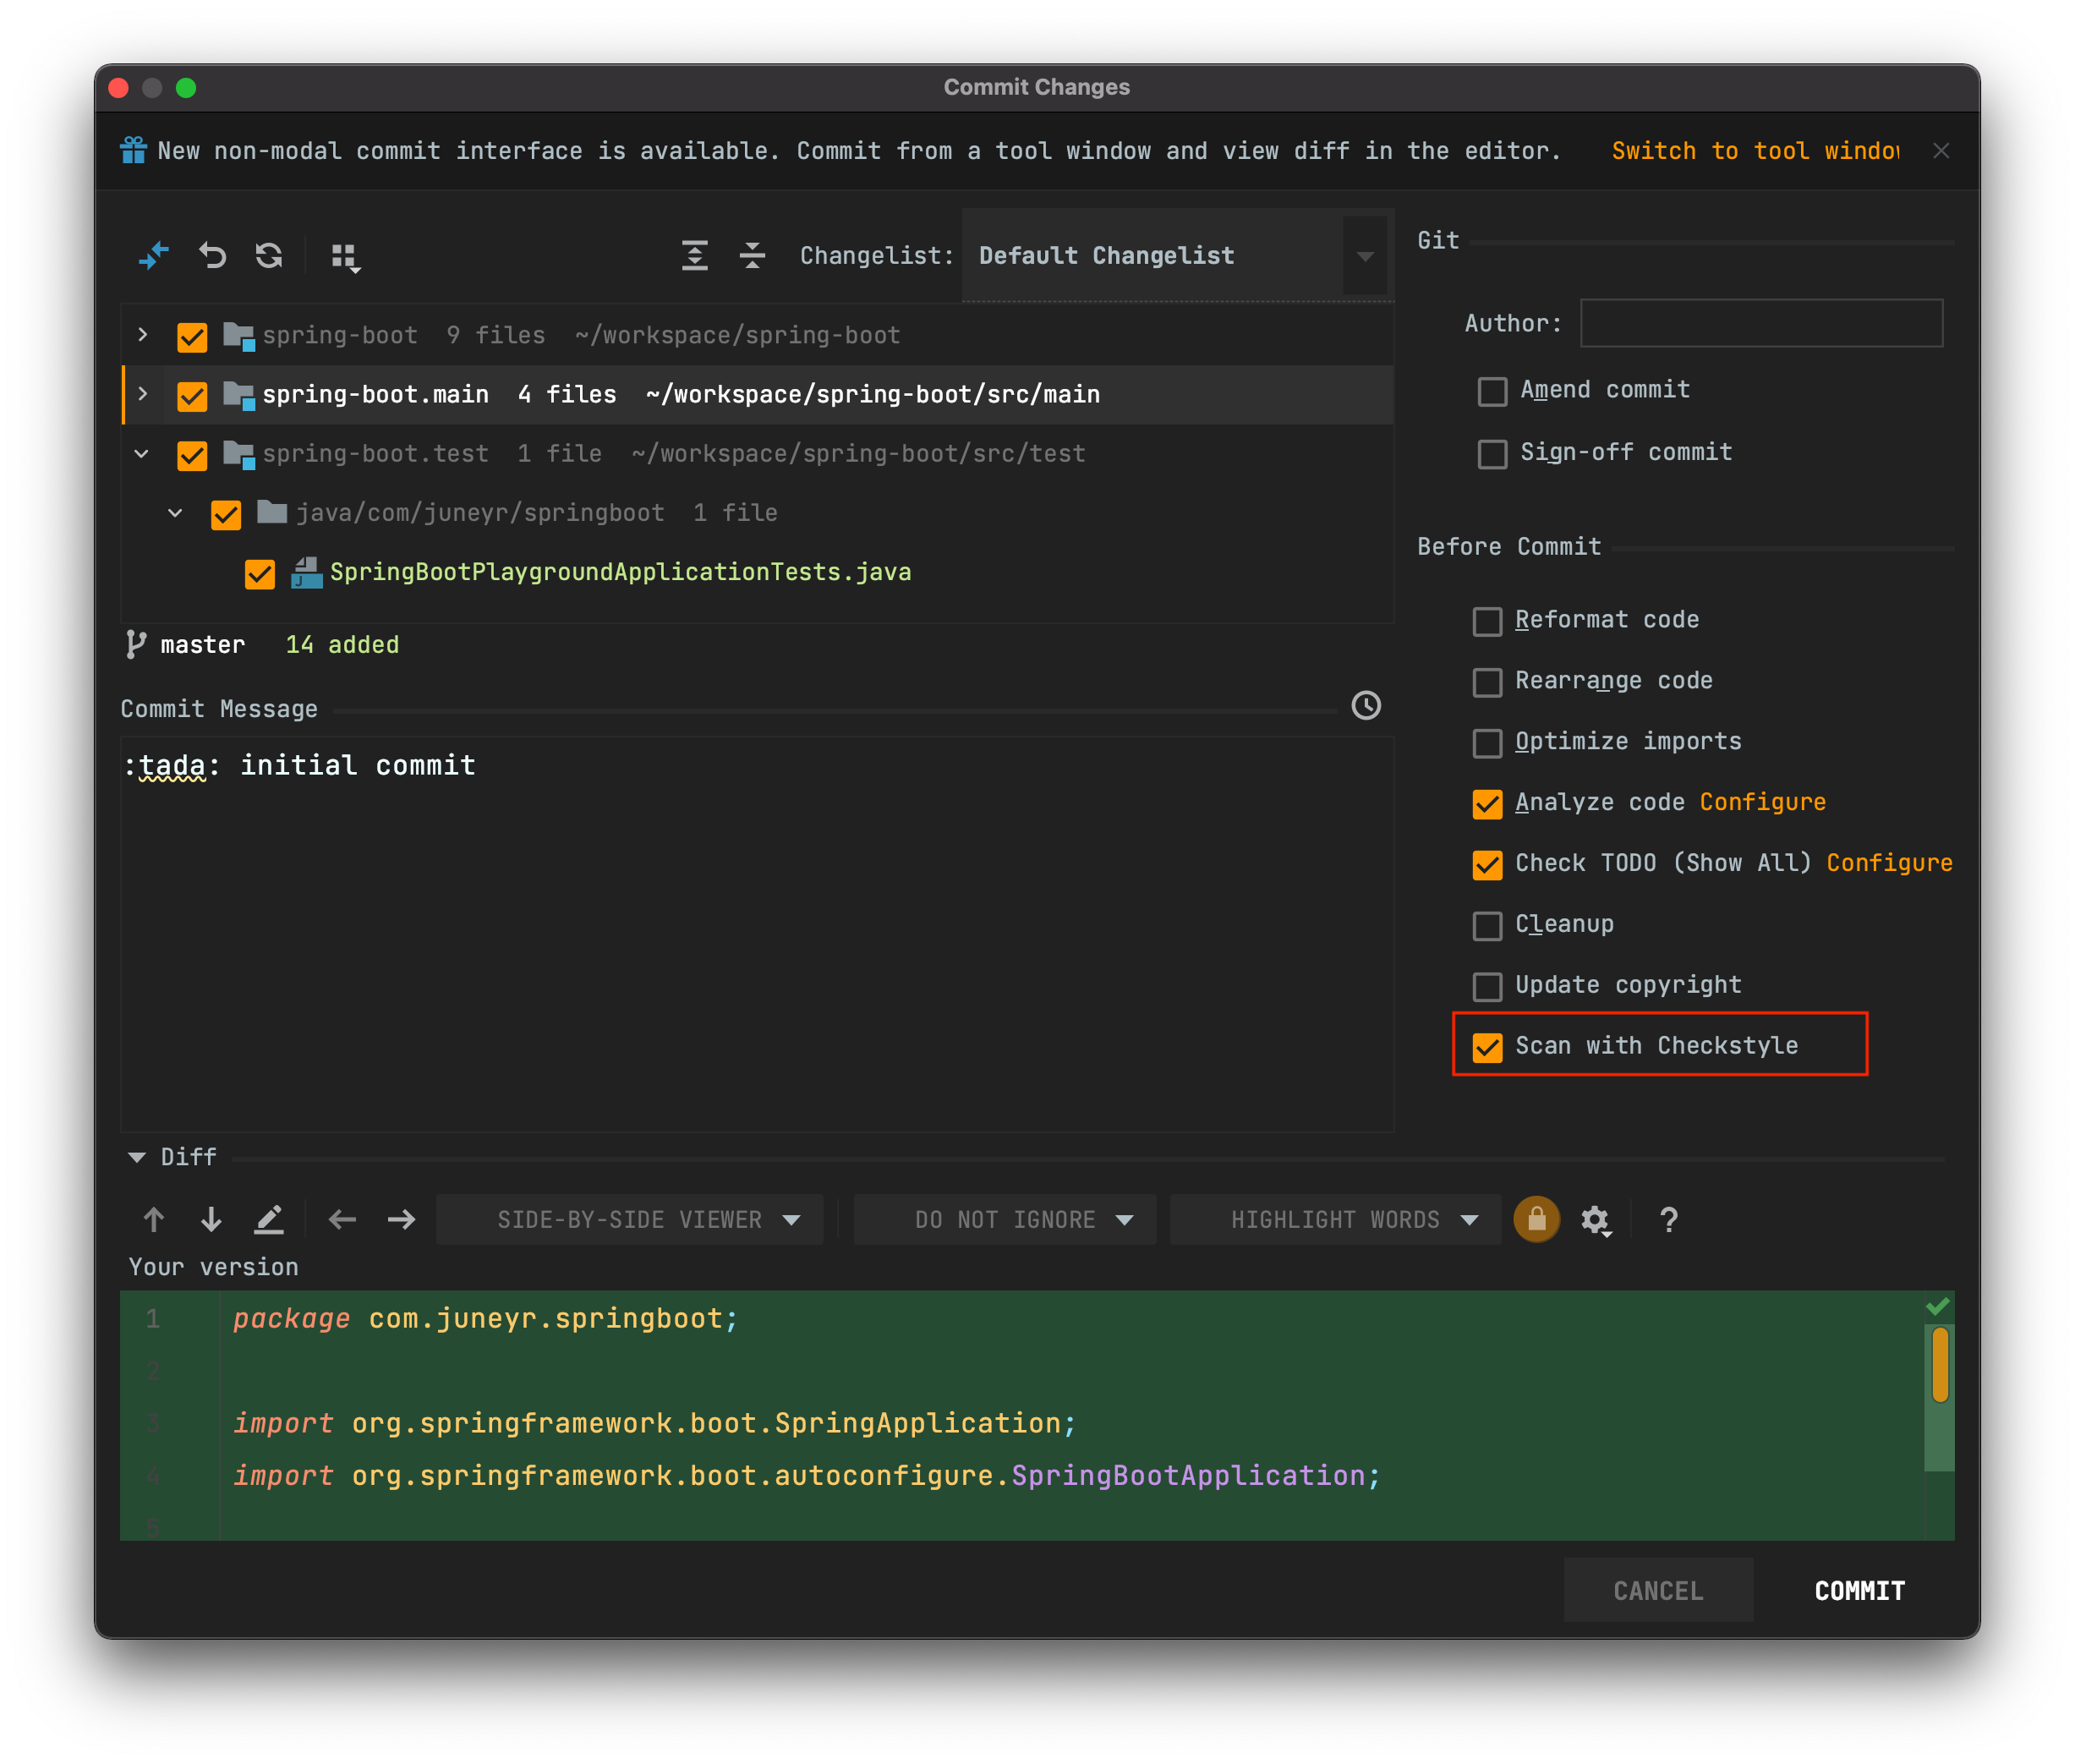 Commit Changes
New non-modal commit interface is available. Commit from a tool window and view diff in the editor. Switch to tool windo
Changelist: Default Changelist
spring-boot 9 files ~/workspace/spring-boot
spring-boot.main 4 files ~/workspace/spring-boot/src/main
spring-boot.test 1 file ~/workspace/spring-boot/src/test
java/com/juneyr/springboot 1 file
SpringBootPlaygroundApplicationTests.java
master 14 added
Commit Message
:tada: initial commit
Git
Author:
Amend commit
Sign-off commit
Before Commit
Reformat code
Rearrange code
Optimize imports
Analyze code Configure
Check TODO (Show All) Configure
Cleanup
Update copyright
Scan with Checkstyle
Diff
SIDE-BY-SIDE VIEWER DO NOT IGNORE HIGHLIGHT WORDS ?
Your version
1 package com.juneyr.springboot;
2
3 import org.springframework.boot.SpringApplication;
4 import org.springframework.boot.autoconfigure.SpringBootApplication;
5
CANCEL COMMIT